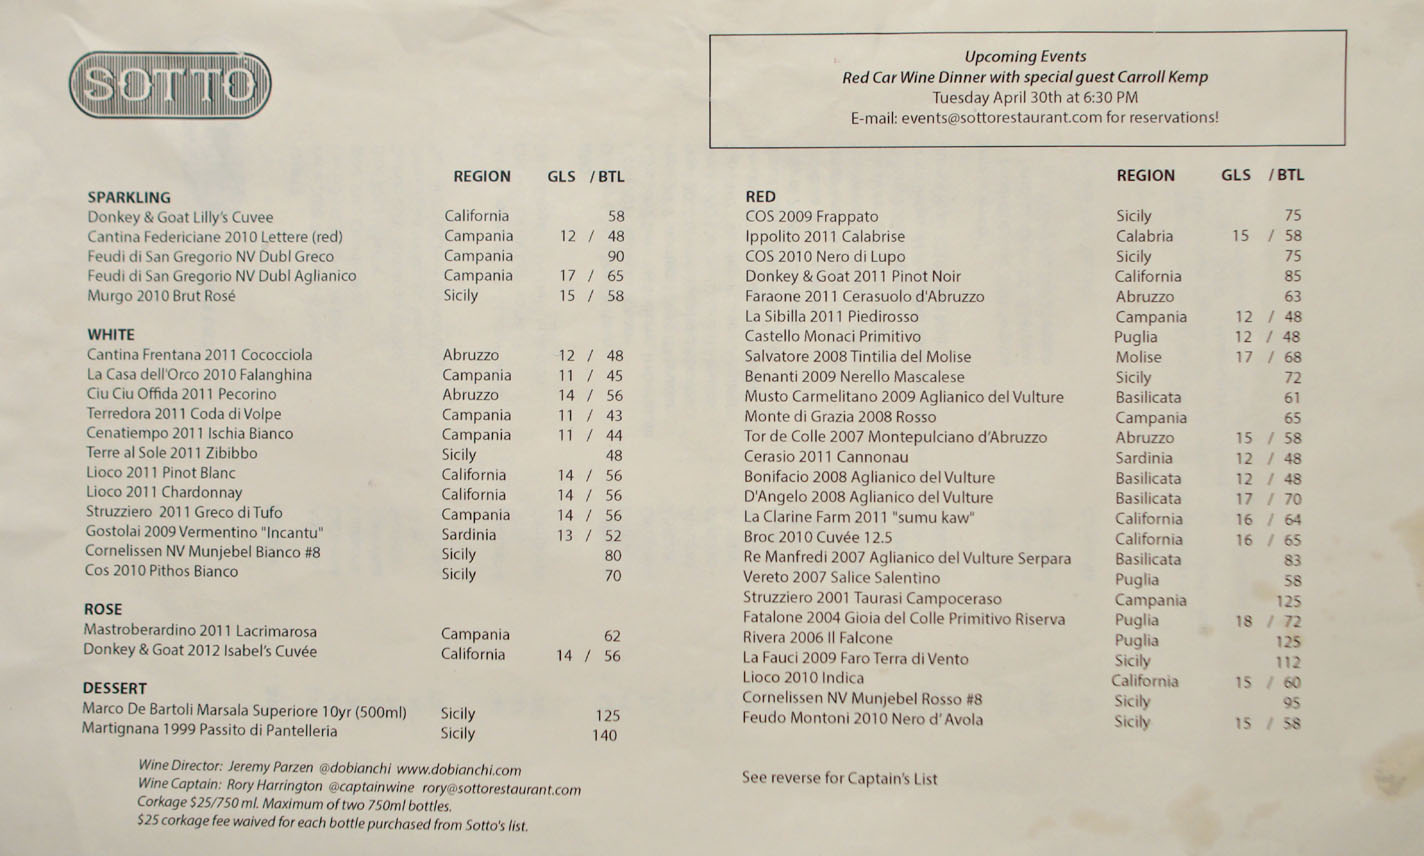 SOTTO
Upcoming Events
Red Car Wine Dinner with special guest Carroll Kemp
Tuesday April 30th at 6:30 PM
E-mail: events@sottorestaurant.com for reservations!
REGION GLS / BTL
SPARKLING
Donkey & Goat Lilly's Cuvee California 58
Cantina Federiciane 2010 Lettere (red) Campania 12 / 48
Feudi di San Gregorio NV Dubl Greco Campania 90
Feudi di San Gregorio NV Dubl Aglianico Campania 17 / 65
Murgo 2010 Brut Rosé Sicily 15 / 58
WHITE
Cantina Frentana 2011 Cococciola Abruzzo 12 / 48
La Casa dell'Orco 2010 Falanghina Campania 11 / 45
Ciu Ciu Offida 2011 Pecorino Abruzzo 14 / 56
Terredora 2011 Coda di Volpe Campania 11 / 43
Cenatiempo 2011 Ischia Bianco Campania 11 / 44
Terre al Sole 2011 Zibibbo Sicily 48
Lioco 2011 Pinot Blanc California 14 / 56
Lioco 2011 Chardonnay California 14 / 56
Struzziero 2011 Greco di Tufo Campania 14 / 56
Gostolai 2009 Vermentino "Incantu" Sardinia 13 / 52
Cornelissen NV Munjebel Bianco #8 Sicily 80
Cos 2010 Pithos Bianco Sicily 70
ROSE
Mastroberardino 2011 Lacrimarosa Campania 62
Donkey & Goat 2012 Isabel's Cuvée California 14 / 56
DESSERT
Marco De Bartoli Marsala Superiore 10yr (500ml) Sicily 125
Martignana 1999 Passito di Pantelleria Sicily 140
Wine Director: Jeremy Parzen @dobianchi www.dobianchi.com
Wine Captain: Rory Harrington @captainwine rory@sottorestaurant.com
Corkage $25/750 ml. Maximum of two 750ml bottles.
$25 corkage fee waived for each bottle purchased from Sotto's list.
REGION GLS / BTL
RED
COS 2009 Frappato Sicily 75
Ippolito 2011 Calabrise Calabria 15 / 58
COS 2010 Nero di Lupo Sicily 75
Donkey & Goat 2011 Pinot Noir California 85
Faraone 2011 Cerasuolo d'Abruzzo Abruzzo 63
La Sibilla 2011 Piedirosso Campania 12 / 48
Castello Monaci Primitivo Puglia 12 / 48
Salvatore 2008 Tintilia del Molise Molise 17 / 68
Benanti 2009 Nerello Mascalese Sicily 72
Musto Carmelitano 2009 Aglianico del Vulture Basilicata 61
Monte di Grazia 2008 Rosso Campania 65
Tor de Colle 2007 Montepulciano d'Abruzzo Abruzzo 15 / 58
Cerasio 2011 Cannonau Sardinia 12 / 48
Bonifacio 2008 Aglianico del Vulture Basilicata 12 / 48
D'Angelo 2008 Aglianico del Vulture Basilicata 17 / 70
La Clarine Farm 2011 "sumu kaw" California 16 / 64
Broc 2010 Cuvée 12.5 California 16 / 65
Re Manfredi 2007 Aglianico del Vulture Serpara Basilicata 83
Vereto 2007 Salice Salentino Puglia 58
Struzziero 2001 Taurasi Campoceraso Campania 125
Fatalone 2004 Gioia del Colle Primitivo Riserva Puglia 18 / 72
Rivera 2006 Il Falcone Puglia 125
La Fauci 2009 Faro Terra di Vento Sicily 112
Lioco 2010 Indica California 15 / 60
Cornelissen NV Munjebel Rosso #8 Sicily 95
Feudo Montoni 2010 Nero d'Avola Sicily 15 / 58
See reverse for Captain's List